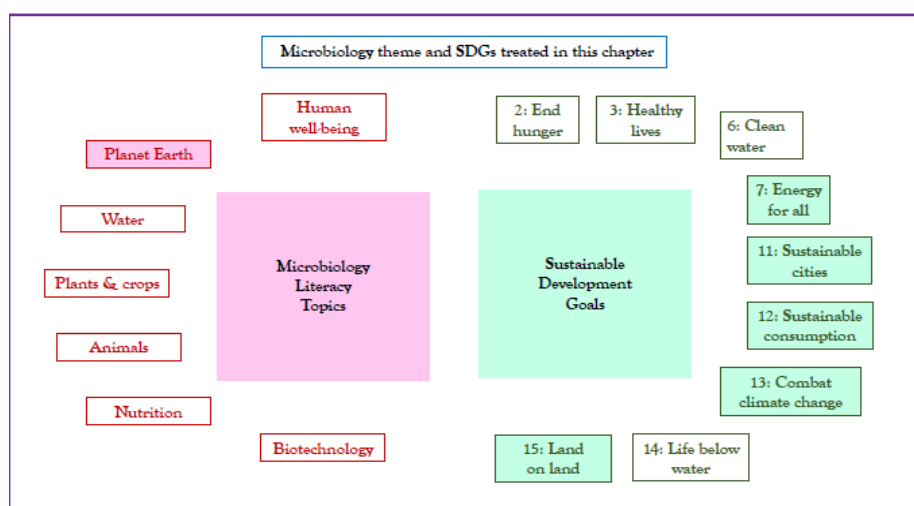 Microbiology theme and SDGs treated in this chapter
Human
well-being
2: End
hunger
3: Healthy
lives
6: Clean
water
Planet Earth
7: Energy
for all
Water
11: Sustainable
cities
Microbiology
Literacy
Topics
Sustainable
Development
Goals
Plants & crops
12: Sustainable
consumption
Animals
13: Combat
climate change
Nutrition
Biotechnology
15: Land
on land
14: Life below
water